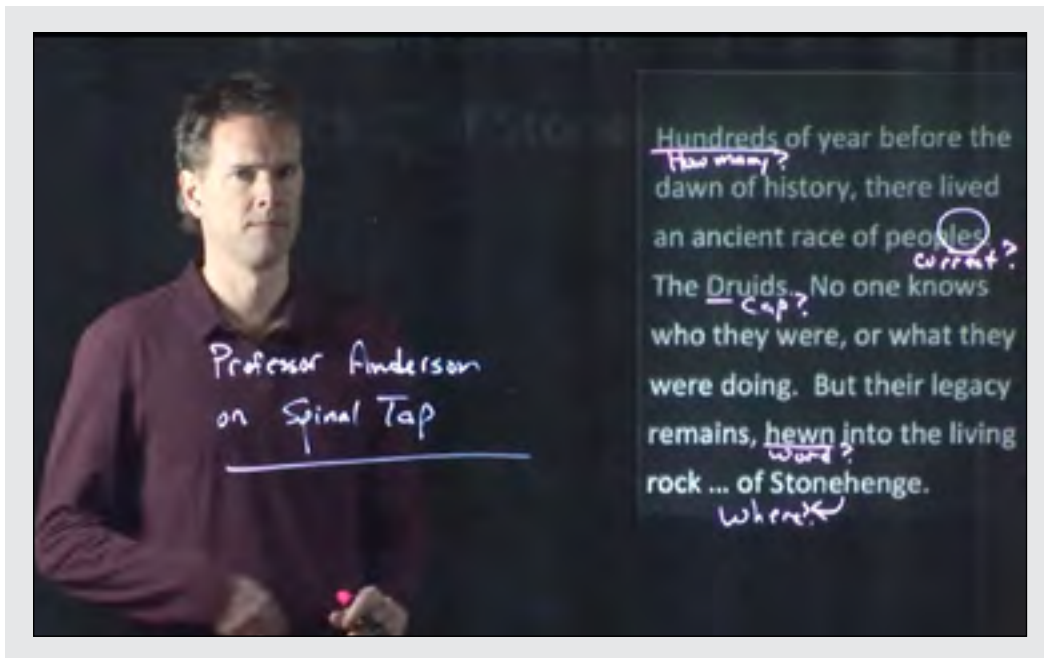 Professor Anderson
on Spinal Tap
Hundreds of year before the
How many?
dawn of history, there lived
an ancient race of peoples.
correct?
The Druids. No one knows
Cap?
who they were, or what they
were doing. But their legacy
remains, hewn into the living
word?
rock ... of Stonehenge.
Where?